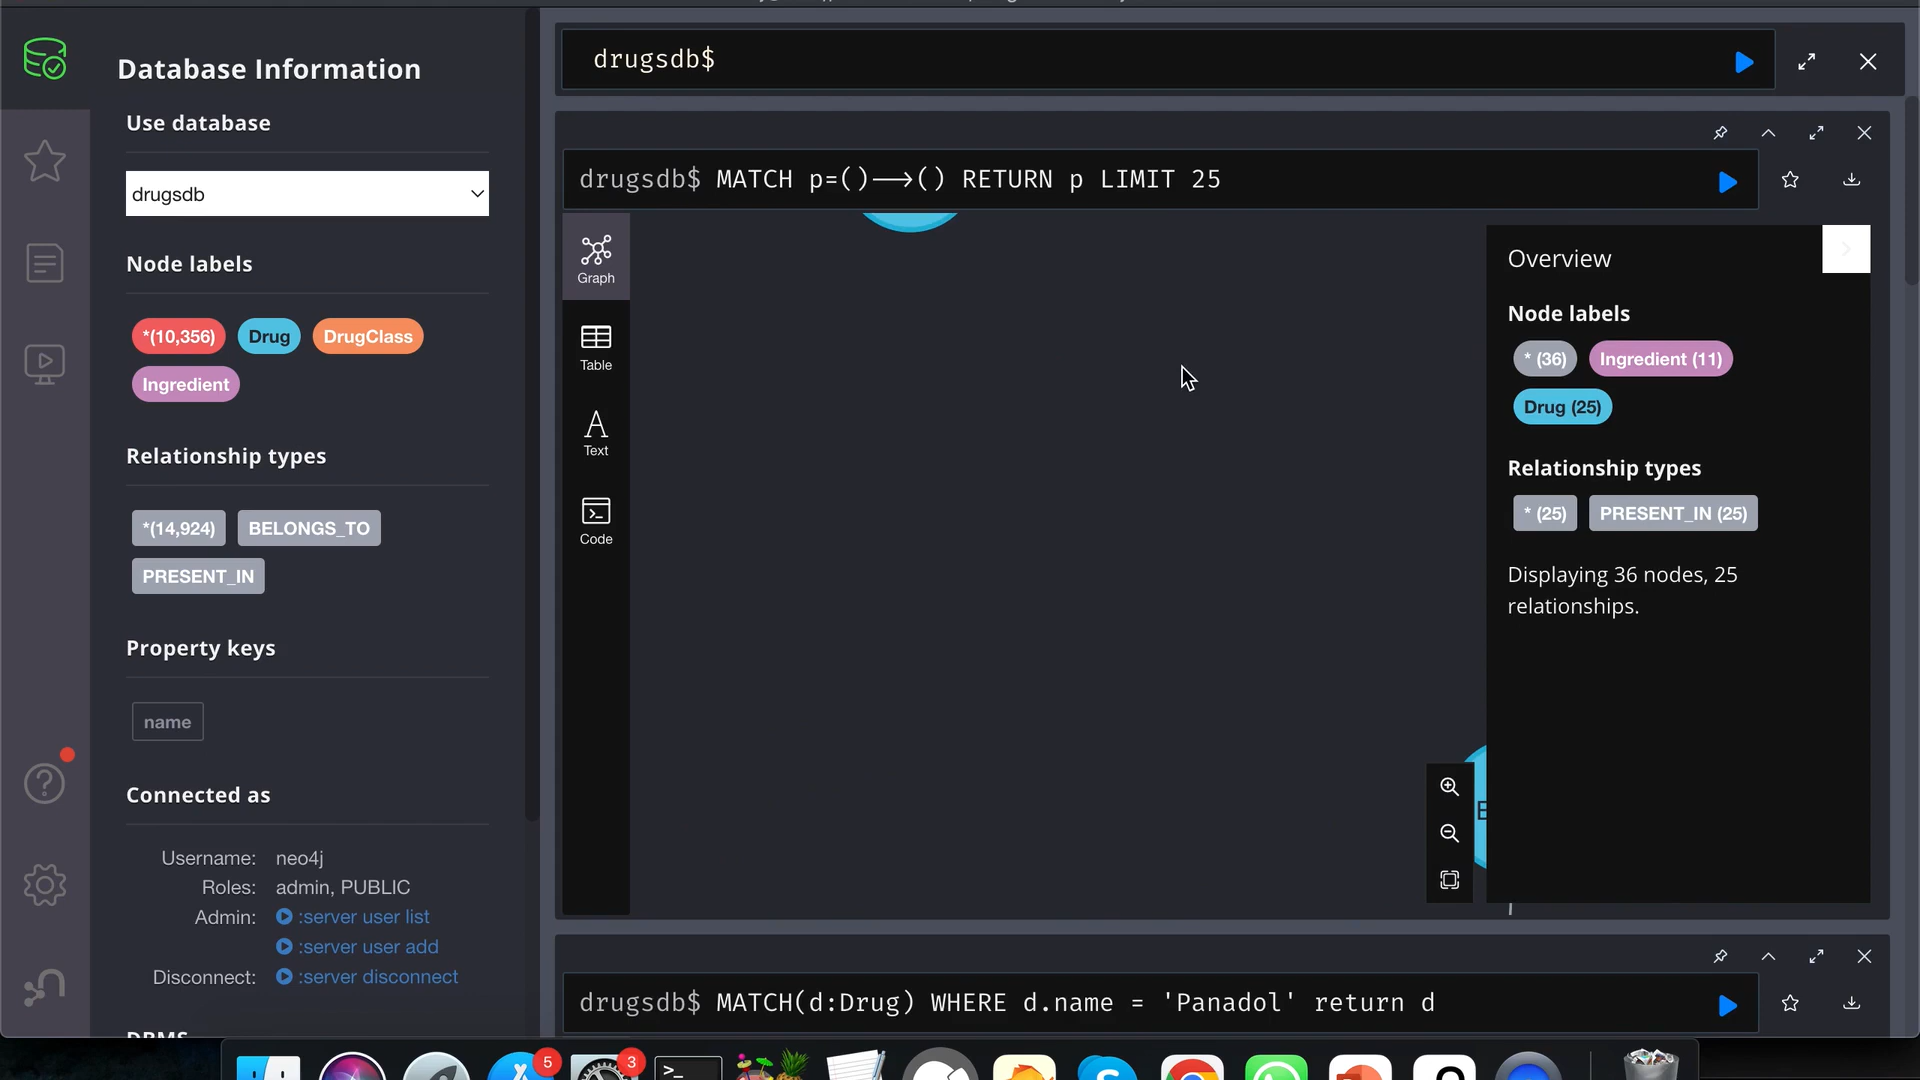 Database Information
Use database
drugsdb
Node labels
*(10,356) Drug DrugClass
Ingredient
Relationship types
*(14,924) BELONGS_TO
PRESENT_IN
Property keys
name
Connected as
Username: neo4j
Roles: admin, PUBLIC
Admin: :server user list
:server user add
Disconnect: :server disconnect
DBMS
drugsdb$
drugsdb$ MATCH p=()-->() RETURN p LIMIT 25
Graph
Table
Text
Code
Overview
Node labels
* (36) Ingredient (11)
Drug (25)
Relationship types
* (25) PRESENT_IN (25)
Displaying 36 nodes, 25
relationships.
drugsdb$ MATCH(d:Drug) WHERE d.name = 'Panadol' return d
5
3